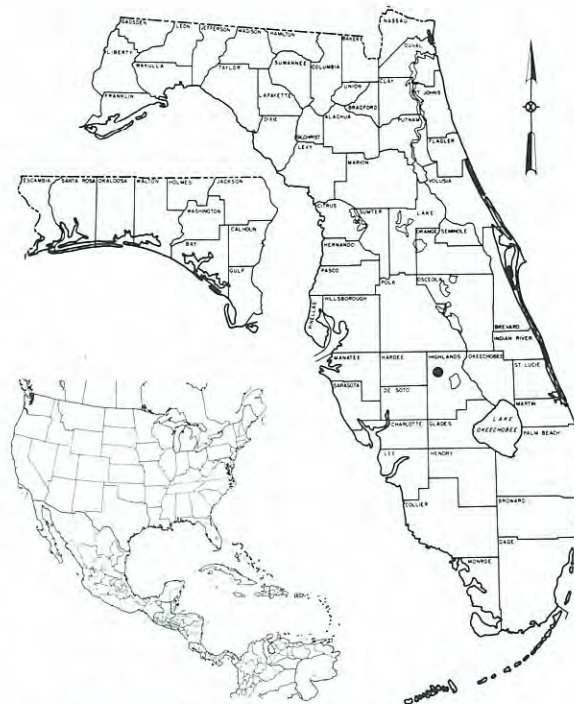 NASSAU
GADSDEN
LEON
JEFFERSON
MADISON
HAMILTON
BAKER
DUVAL
LIBERTY
WAKULLA
TAYLOR
SUWANNEE
COLUMBIA
UNION
CLAY
ST JOHNS
FRANKLIN
LAFAYETTE
BRADFORD
DIXIE
GILCHRIST
ALACHUA
PUTNAM
LEVY
FLAGLER
MARION
VOLUSIA
ESCAMBIA
SANTA ROSA
OKALOOSA
WALTON
HOLMES
JACKSON
WASHINGTON
BAY
CALHOUN
GULF
CITRUS
SUMTER
LAKE
ORANGE
SEMINOLE
HERNANDO
PASCO
POLK
OSCEOLA
PINELLAS
HILLSBOROUGH
BREVARD
INDIAN RIVER
MANATEE
HARDEE
HIGHLANDS
OKEECHOBEE
ST. LUCIE
SARASOTA
DE SOTO
MARTIN
CHARLOTTE
GLADES
LAKE
OKEECHOBEE
PALM BEACH
LEE
HENDRY
COLLIER
BROWARD
DADE
MONROE